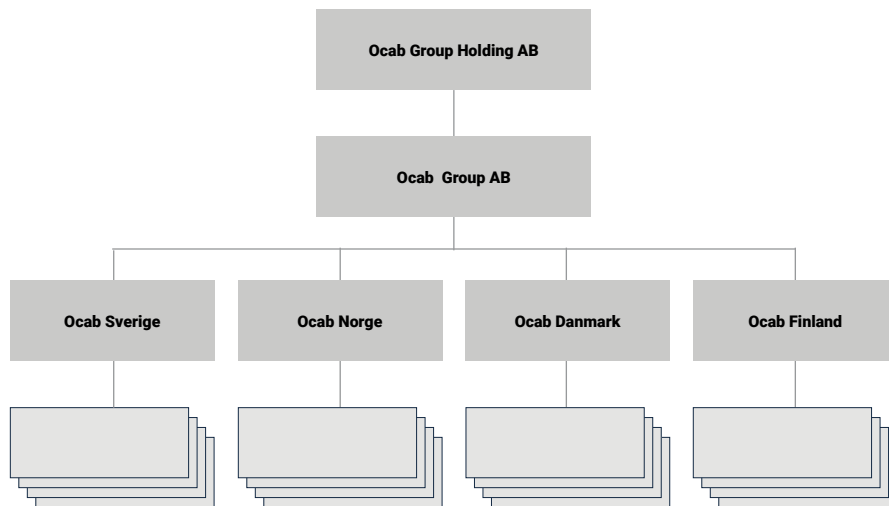 Ocab Group Holding AB
Ocab Group AB
Ocab Sverige
Ocab Norge
Ocab Danmark
Ocab Finland